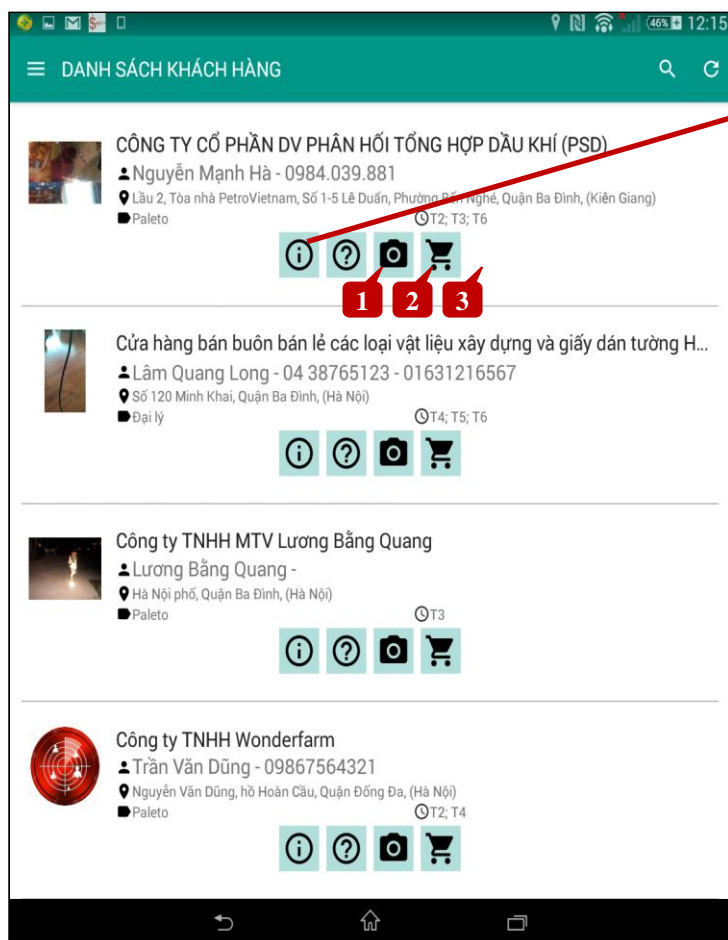 46% 12:15
DANH SÁCH KHÁCH HÀNG
CÔNG TY CỔ PHẦN DV PHÂN HỐI TỔNG HỢP DẦU KHÍ (PSD)
Nguyễn Mạnh Hà - 0984.039.881
Lầu 2, Tòa nhà PetroVietnam, Số 1-5 Lê Duẩn, Phường Bến Nghé, Quận Ba Đình, (Kiên Giang)
Paleto T2; T3; T6
1 2 3
Cửa hàng bán buôn bán lẻ các loại vật liệu xây dựng và giấy dán tường H...
Lâm Quang Long - 04 38765123 - 01631216567
Số 120 Minh Khai, Quận Ba Đình, (Hà Nội)
Đại lý T4; T5; T6
Công ty TNHH MTV Lương Bằng Quang
Lương Bằng Quang -
Hà Nội phố, Quận Ba Đình, (Hà Nội)
Paleto T3
Công ty TNHH Wonderfarm
Trần Văn Dũng - 09867564321
Nguyễn Văn Dũng, hồ Hoàn Cầu, Quận Đống Đa, (Hà Nội)
Paleto T2; T4